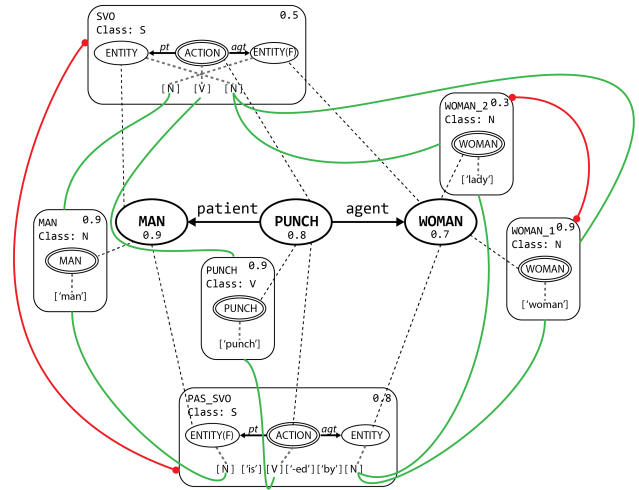 SVO 0.5
Class: S
ENTITY pt ACTION agt ENTITY(F)
[N] [V] [N]
WOMAN_2 0.3
Class: N
WOMAN
['lady']
MAN 0.9
Class: N
MAN
['man']
MAN
0.9
patient
PUNCH
0.8
agent
WOMAN
0.7
WOMAN_1 0.9
Class: N
WOMAN
['woman']
PUNCH 0.9
Class: V
PUNCH
['punch']
PAS_SVO 0.8
Class: S
ENTITY(F) pt ACTION agt ENTITY
[N] ['is'] [V] ['-ed'] ['by'] [N]